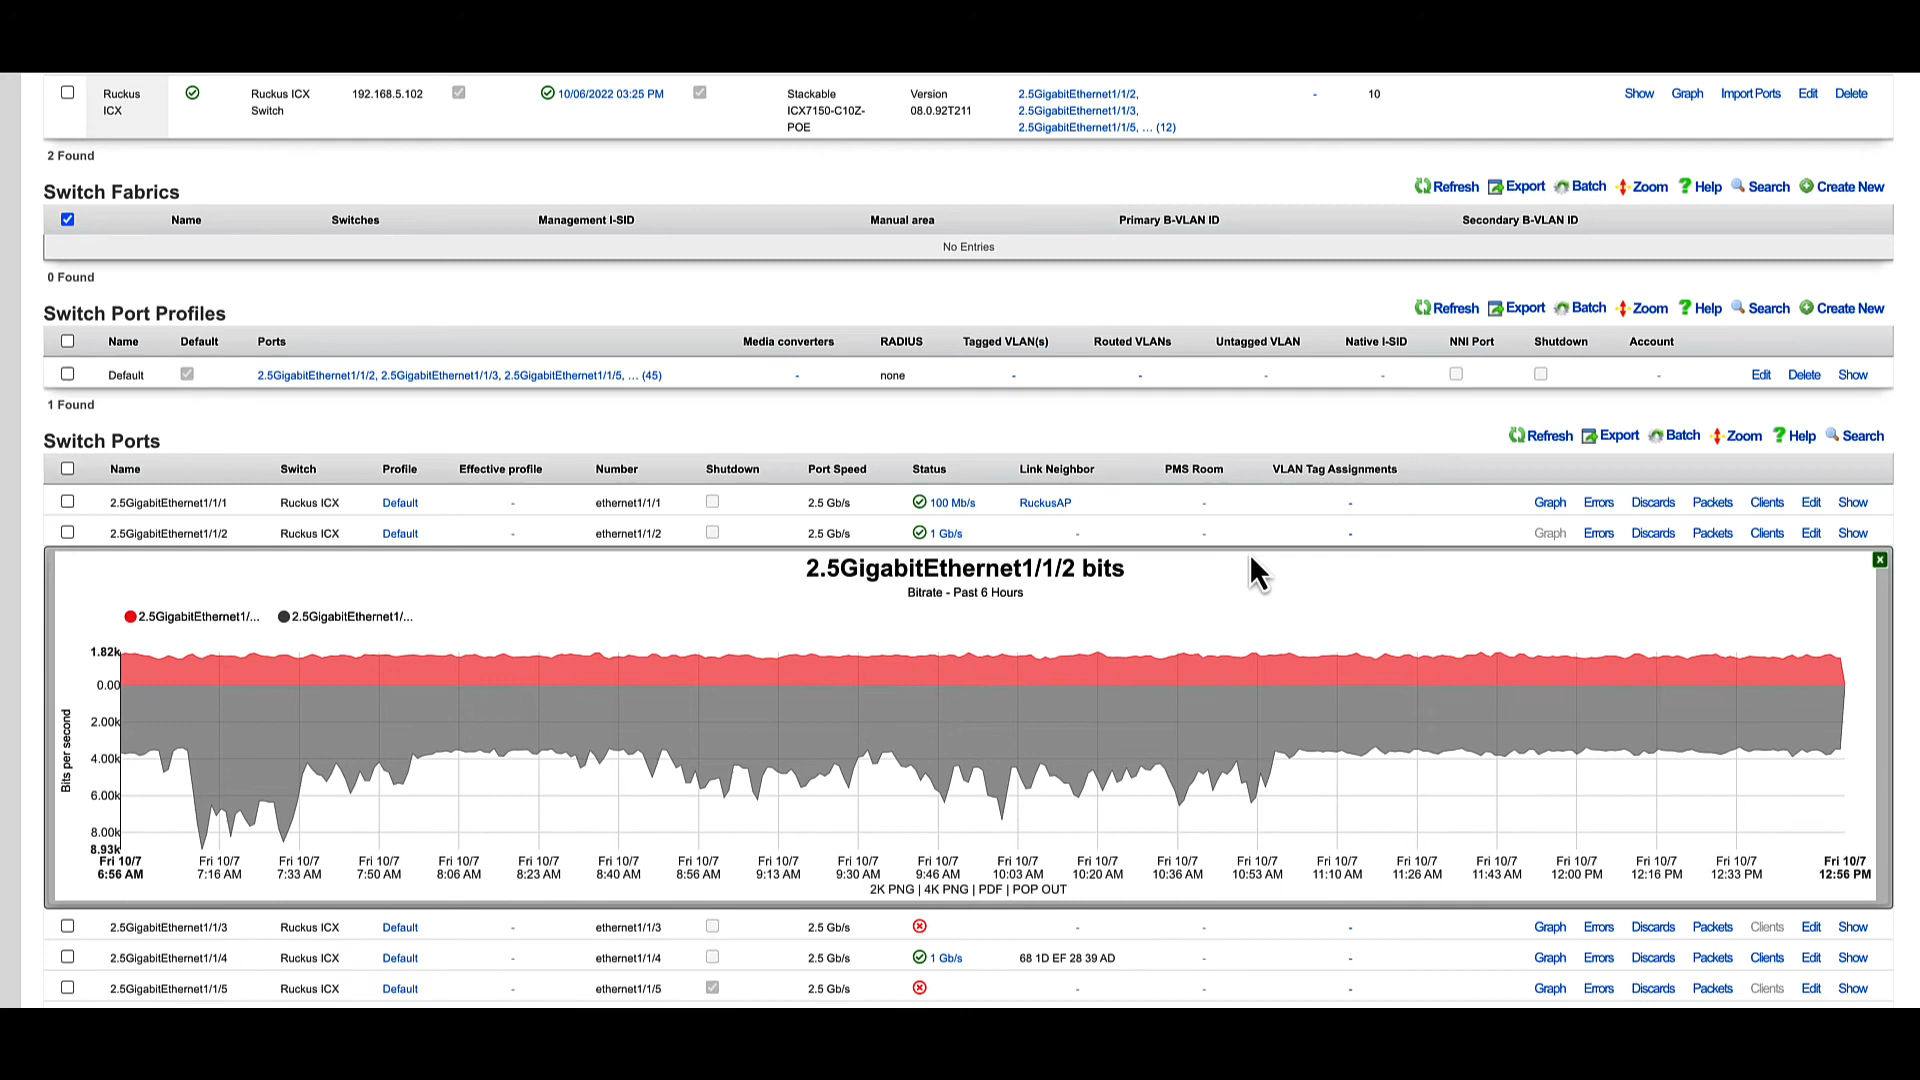 Ruckus ICX Ruckus ICX Switch 192.168.5.102 10/06/2022 03:25 PM Stackable ICX7150-C10Z-POE Version 08.0.92T211 2.5GigabitEthernet1/1/2, 2.5GigabitEthernet1/1/3, 2.5GigabitEthernet1/1/5, ... (12) - 10 Show Graph Import Ports Edit Delete
2 Found
Switch Fabrics Refresh Export Batch Zoom Help Search Create New
Name Switches Management I-SID Manual area Primary B-VLAN ID Secondary B-VLAN ID
No Entries
0 Found
Switch Port Profiles Refresh Export Batch Zoom Help Search Create New
Name Default Ports Media converters RADIUS Tagged VLAN(s) Routed VLANs Untagged VLAN Native I-SID NNI Port Shutdown Account
Default 2.5GigabitEthernet1/1/2, 2.5GigabitEthernet1/1/3, 2.5GigabitEthernet1/1/5, ... (45) - none - - - - - Edit Delete Show
1 Found
Switch Ports Refresh Export Batch Zoom Help Search
Name Switch Profile Effective profile Number Shutdown Port Speed Status Link Neighbor PMS Room VLAN Tag Assignments
2.5GigabitEthernet1/1/1 Ruckus ICX Default - ethernet1/1/1 2.5 Gb/s 100 Mb/s RuckusAP - - Graph Errors Discards Packets Clients Edit Show
2.5GigabitEthernet1/1/2 Ruckus ICX Default - ethernet1/1/2 2.5 Gb/s 1 Gb/s - - - Graph Errors Discards Packets Clients Edit Show
2.5GigabitEthernet1/1/2 bits
Bitrate - Past 6 Hours
2.5GigabitEthernet1/... 2.5GigabitEthernet1/...
1.82k
0.00
2.00k
4.00k
6.00k
8.00k
8.93k
Bits per second
Fri 10/7 Fri 10/7 Fri 10/7 Fri 10/7 Fri 10/7 Fri 10/7 Fri 10/7 Fri 10/7 Fri 10/7 Fri 10/7 Fri 10/7 Fri 10/7 Fri 10/7 Fri 10/7 Fri 10/7 Fri 10/7 Fri 10/7 Fri 10/7 Fri 10/7 Fri 10/7 Fri 10/7 Fri 10/7
6:56 AM 7:16 AM 7:33 AM 7:50 AM 8:06 AM 8:23 AM 8:40 AM 8:56 AM 9:13 AM 9:30 AM 9:46 AM 10:03 AM 10:20 AM 10:36 AM 10:53 AM 11:10 AM 11:26 AM 11:43 AM 12:00 PM 12:16 PM 12:33 PM 12:56 PM
2K PNG | 4K PNG | PDF | POP OUT
2.5GigabitEthernet1/1/3 Ruckus ICX Default - ethernet1/1/3 2.5 Gb/s - - - Graph Errors Discards Packets Clients Edit Show
2.5GigabitEthernet1/1/4 Ruckus ICX Default - ethernet1/1/4 2.5 Gb/s 1 Gb/s 68 1D EF 28 39 AD - - Graph Errors Discards Packets Clients Edit Show
2.5GigabitEthernet1/1/5 Ruckus ICX Default - ethernet1/1/5 2.5 Gb/s - - - Graph Errors Discards Packets Clients Edit Show